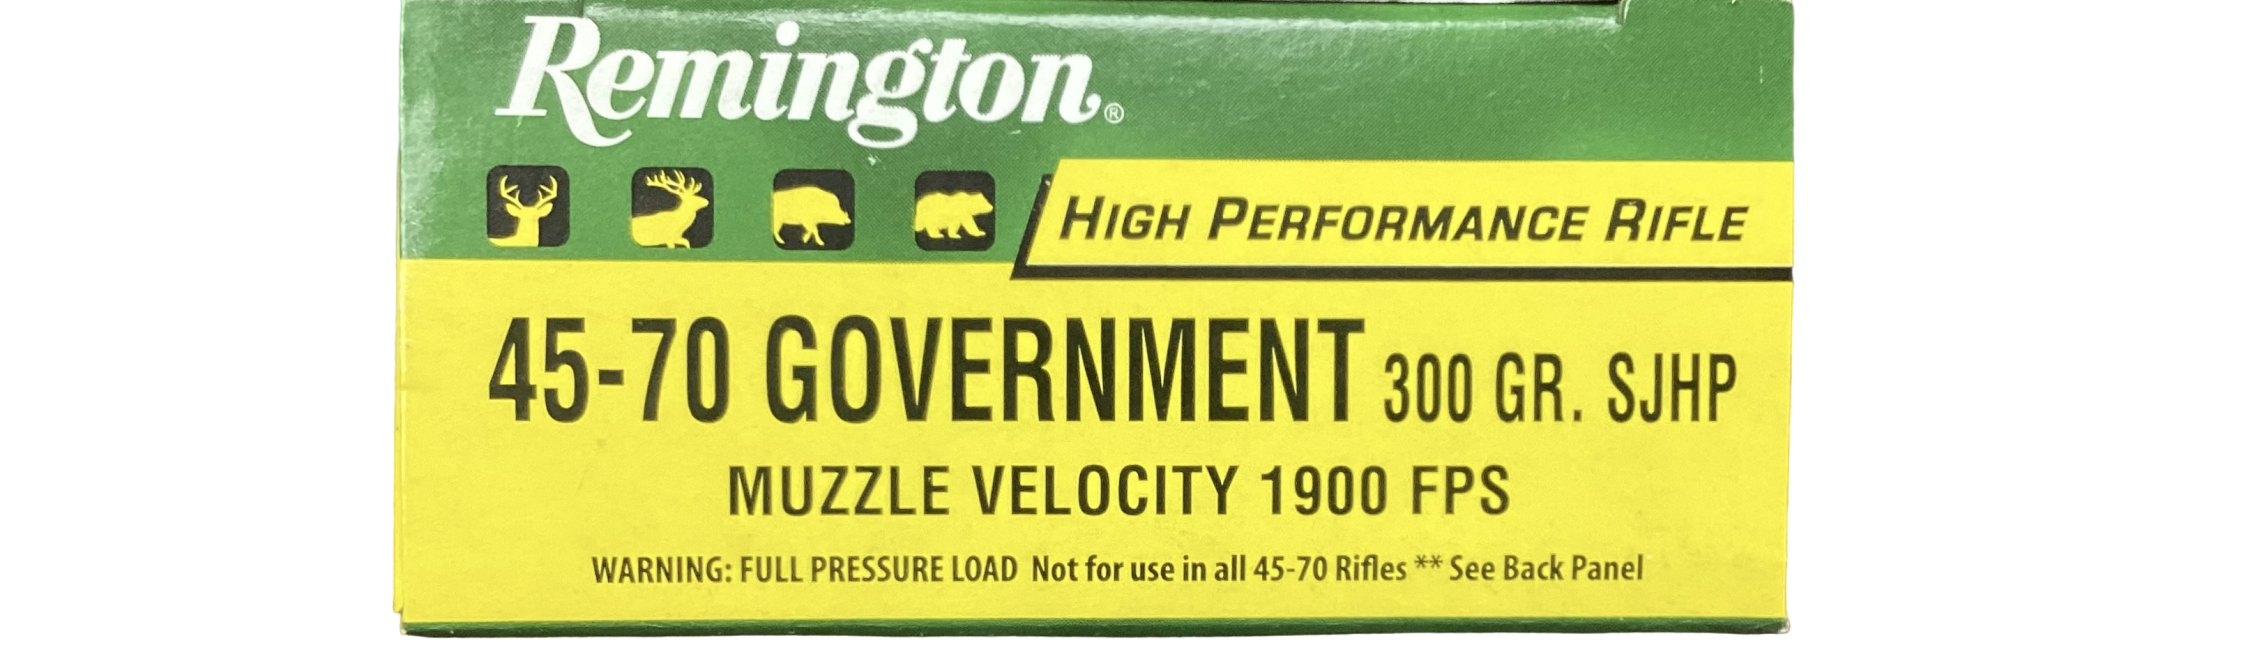 Remington®
HIGH PERFORMANCE RIFLE
45-70 GOVERNMENT 300 GR. SJHP
MUZZLE VELOCITY 1900 FPS
WARNING: FULL PRESSURE LOAD Not for use in all 45-70 Rifles ** See Back Panel